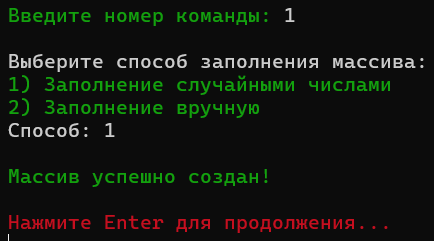 Введите номер команды: 1
Выберите способ заполнения массива:
1) Заполнение случайными числами
2) Заполнение вручную
Способ: 1
Массив успешно создан!
Нажмите Enter для продолжения...